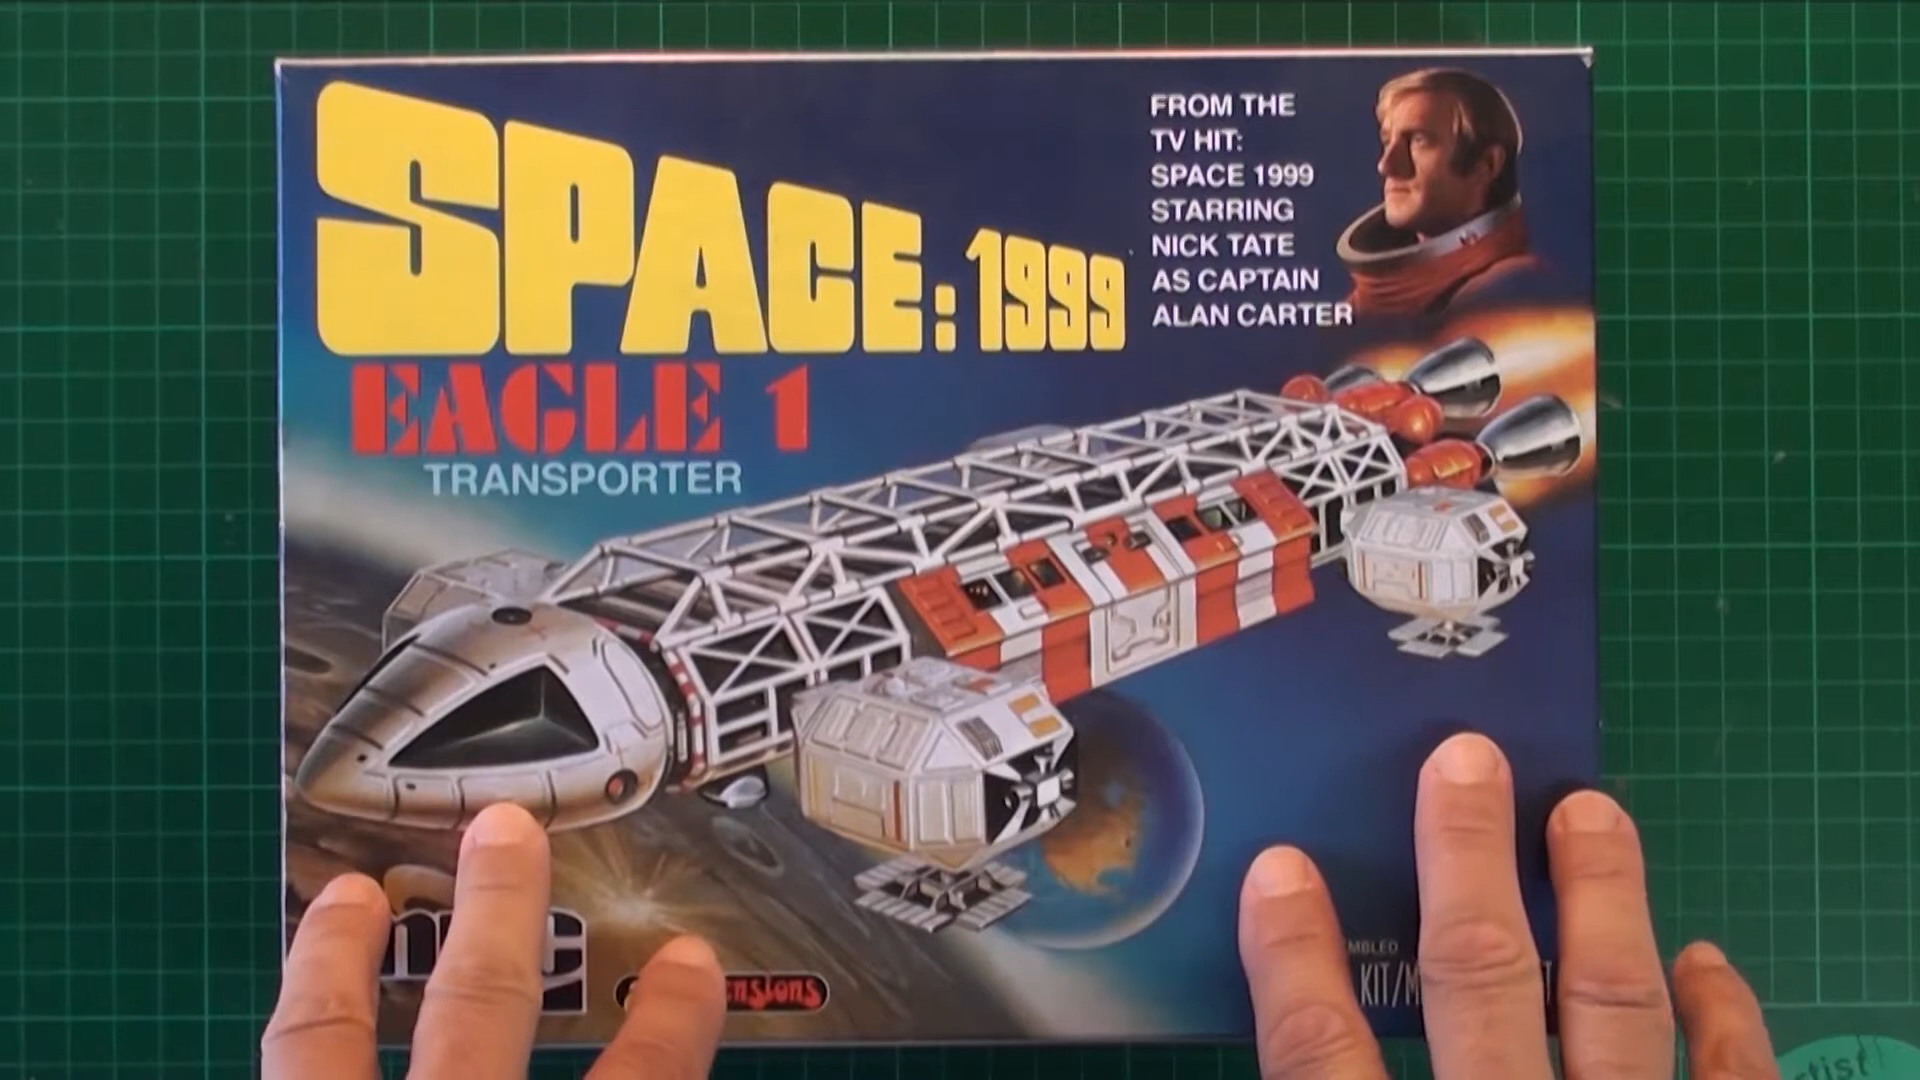 SPACE: 1999
EAGLE 1
TRANSPORTER
FROM THE
TV HIT:
SPACE 1999
STARRING
NICK TATE
AS CAPTAIN
ALAN CARTER